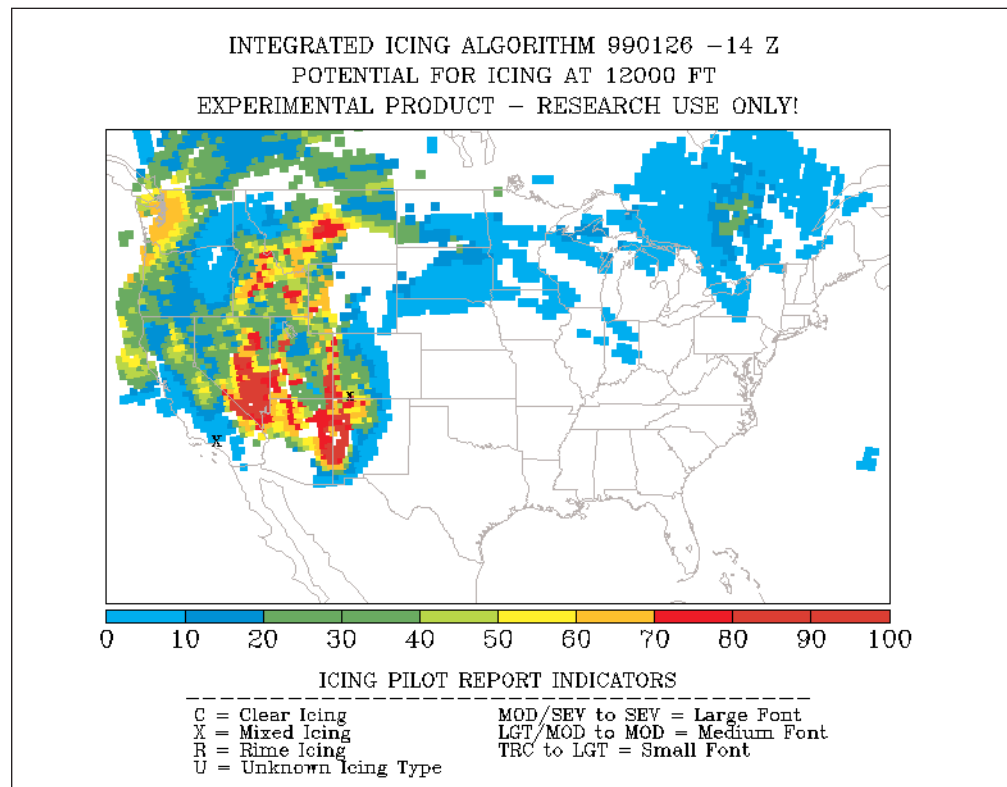 INTEGRATED ICING ALGORITHM 990126 -14 Z
POTENTIAL FOR ICING AT 12000 FT
EXPERIMENTAL PRODUCT - RESEARCH USE ONLY!
X
X
0 10 20 30 40 50 60 70 80 90 100
ICING PILOT REPORT INDICATORS
C = Clear Icing MOD/SEV to SEV = Large Font
X = Mixed Icing LGT/MOD to MOD = Medium Font
R = Rime Icing TRC to LGT = Small Font
U = Unknown Icing Type